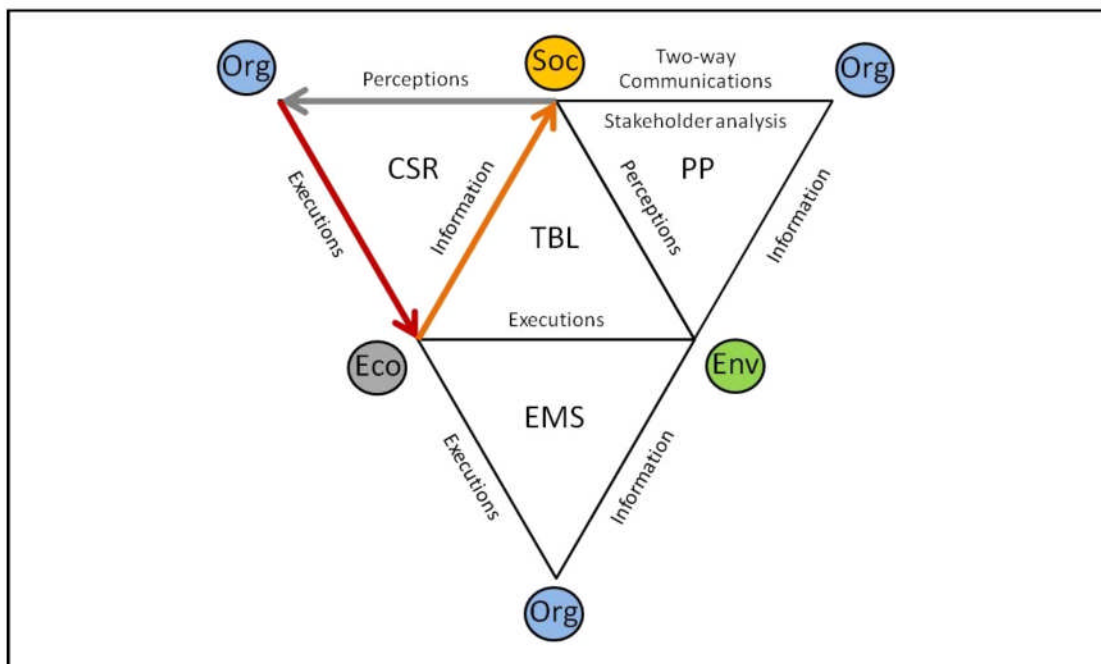 Org
Soc
Org
Perceptions
Two-way
Communications
Stakeholder analysis
CSR
PP
Executions
Information
Perceptions
Information
TBL
Executions
Eco
Env
EMS
Executions
Information
Org